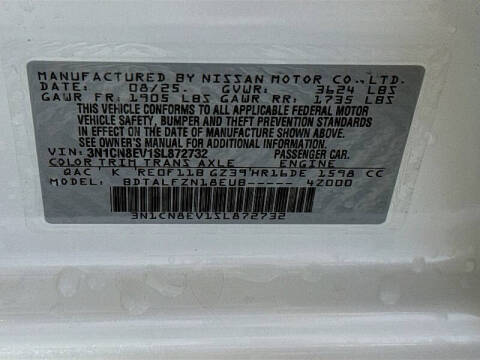 MANUFACTURED BY NISSAN MOTOR CO., LTD.
DATE: 08/25. GVWR: 3624 LBS
GAWR FR: 1905 LBS GAWR RR: 1735 LBS
THIS VEHICLE CONFORMS TO ALL APPLICABLE FEDERAL MOTOR
VEHICLE SAFETY, BUMPER, AND THEFT PREVENTION STANDARDS
IN EFFECT ON THE DATE OF MANUFACTURE SHOWN ABOVE.
SEE OWNER'S MANUAL FOR ADDITIONAL INFORMATION.
VIN: 3N1CN8EV1SL872732 PASSENGER CAR.
COLOR TRIM TRANS AXLE ENGINE
QAC K RE0F11B GZ39 HR16DE 1598 CC
MODEL: BDTALFZN18EUB----- 4Z000
3N1CN8EV1SL872732